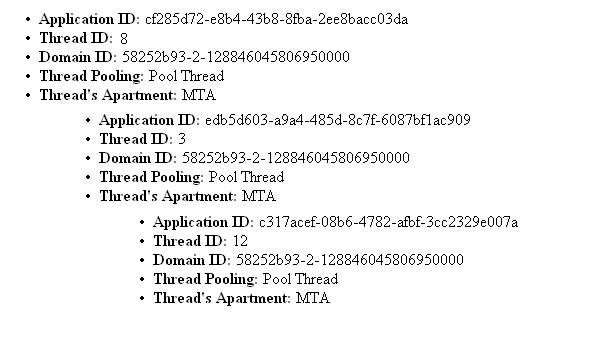 • Application ID: cf285d72-e8b4-43b8-8fba-2ee8bacc03da
• Thread ID: 8
• Domain ID: 58252b93-2-128846045806950000
• Thread Pooling: Pool Thread
• Thread's Apartment: MTA
• Application ID: edb5d603-a9a4-485d-8c7f-6087bf1ac909
• Thread ID: 3
• Domain ID: 58252b93-2-128846045806950000
• Thread Pooling: Pool Thread
• Thread's Apartment: MTA
• Application ID: c317acef-08b6-4782-afbf-3cc2329e007a
• Thread ID: 12
• Domain ID: 58252b93-2-128846045806950000
• Thread Pooling: Pool Thread
• Thread's Apartment: MTA